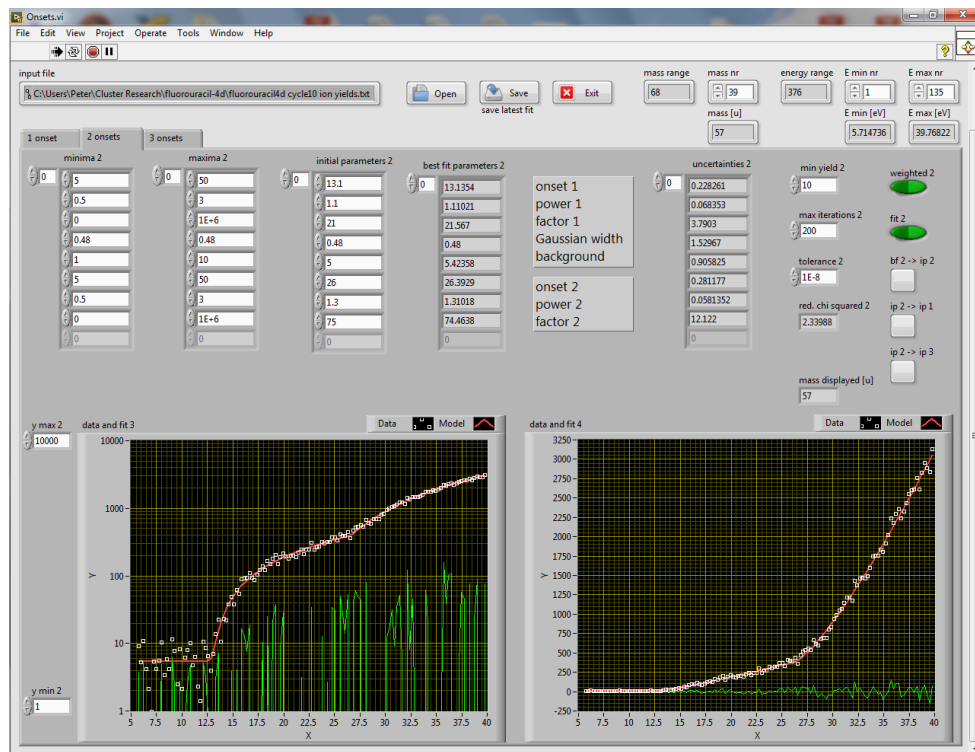 Onsets.vi
File Edit View Project Operate Tools Window Help
input file
C:\Users\Peter\Cluster Research\fluorouracil-4d\fluorouracil4d cycle10 ion yields.txt
Open
Save
Exit
save latest fit
mass range
68
mass nr
39
mass [u]
57
energy range
376
E min nr
1
E min [eV]
5.714736
E max nr
135
E max [eV]
39.76822
1 onset
2 onsets
3 onsets
minima 2
0
5
0.5
0
0.48
1
5
0.5
0
0
maxima 2
0
50
3
1E+6
0.48
10
50
3
1E+6
0
initial parameters 2
0
13.1
1.1
21
0.48
5
26
1.3
75
0
best fit parameters 2
0
13.1354
1.11021
21.567
0.48
5.42358
26.3929
1.31018
74.4638
0
onset 1
power 1
factor 1
Gaussian width
background
onset 2
power 2
factor 2
uncertainties 2
0
0.228261
0.068353
3.7903
1.52967
0.905825
0.281177
0.0581352
12.122
0
min yield 2
10
max iterations 2
200
tolerance 2
1E-8
red. chi squared 2
2.33988
mass displayed [u]
57
weighted 2
fit 2
bf 2 -> ip 2
ip 2 -> ip 1
ip 2 -> ip 3
y max 2
10000
y min 2
1
data and fit 3
Data
Model
10000
1000
100
10
1
Y
5 7.5 10 12.5 15 17.5 20 22.5 25 27.5 30 32.5 35 37.5 40
X
data and fit 4
Data
Model
3250
3000
2750
2500
2250
2000
1750
1500
1250
1000
750
500
250
0
-250
Y
5 7.5 10 12.5 15 17.5 20 22.5 25 27.5 30 32.5 35 37.5 40
X